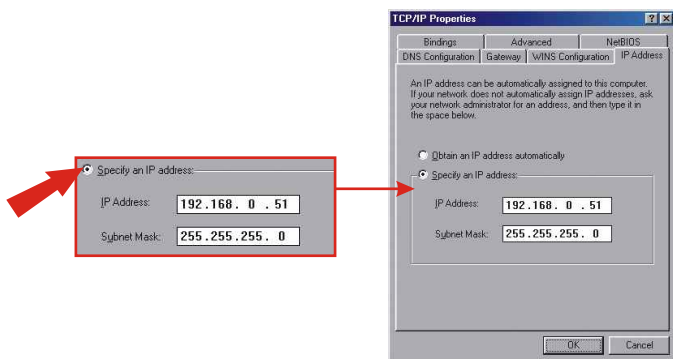 Specify an IP address:
IP Address: 192.168. 0 .51
Subnet Mask: 255.255.255. 0
TCP/IP Properties
Bindings Advanced NetBIOS
DNS Configuration Gateway WINS Configuration IP Address
An IP address can be automatically assigned to this computer.
If your network does not automatically assign IP addresses, ask
your network administrator for an address, and then type it in
the space below.
Obtain an IP address automatically
Specify an IP address:
IP Address: 192.168. 0 .51
Subnet Mask: 255.255.255. 0
OK Cancel